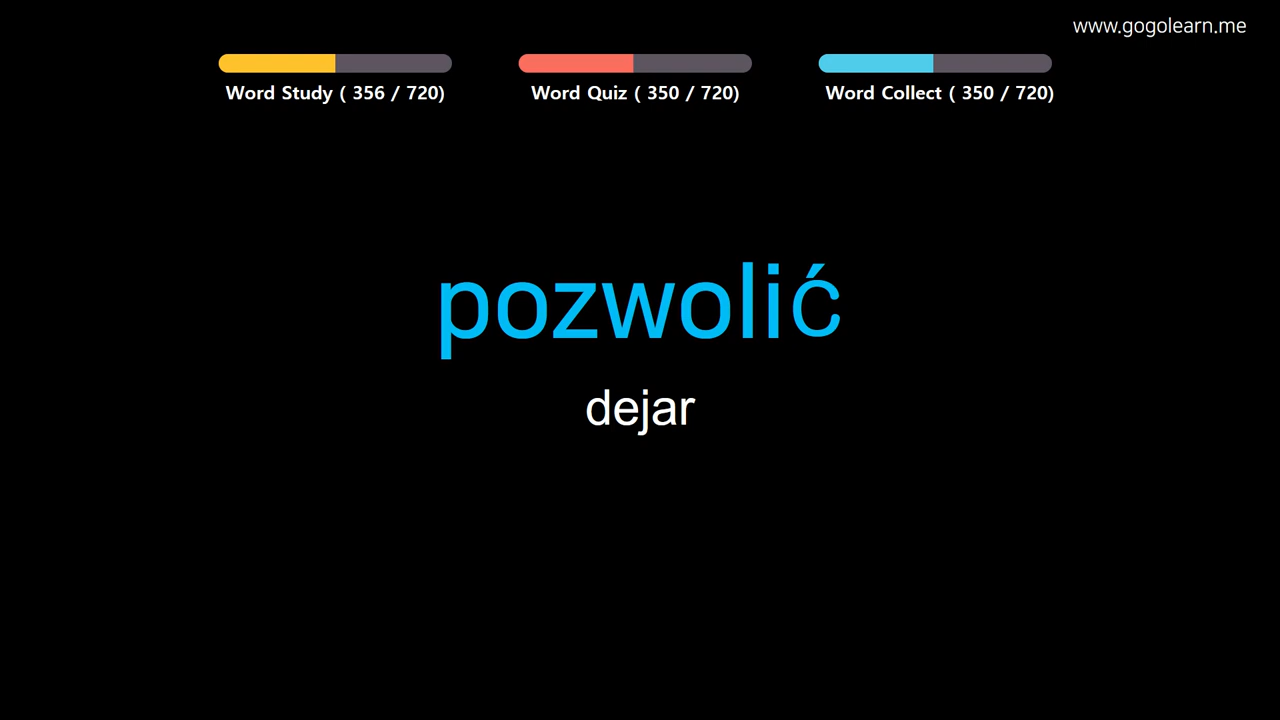 www.gogolearn.me
Word Study ( 356 / 720)
Word Quiz ( 350 / 720)
Word Collect ( 350 / 720)
pozwolić
dejar